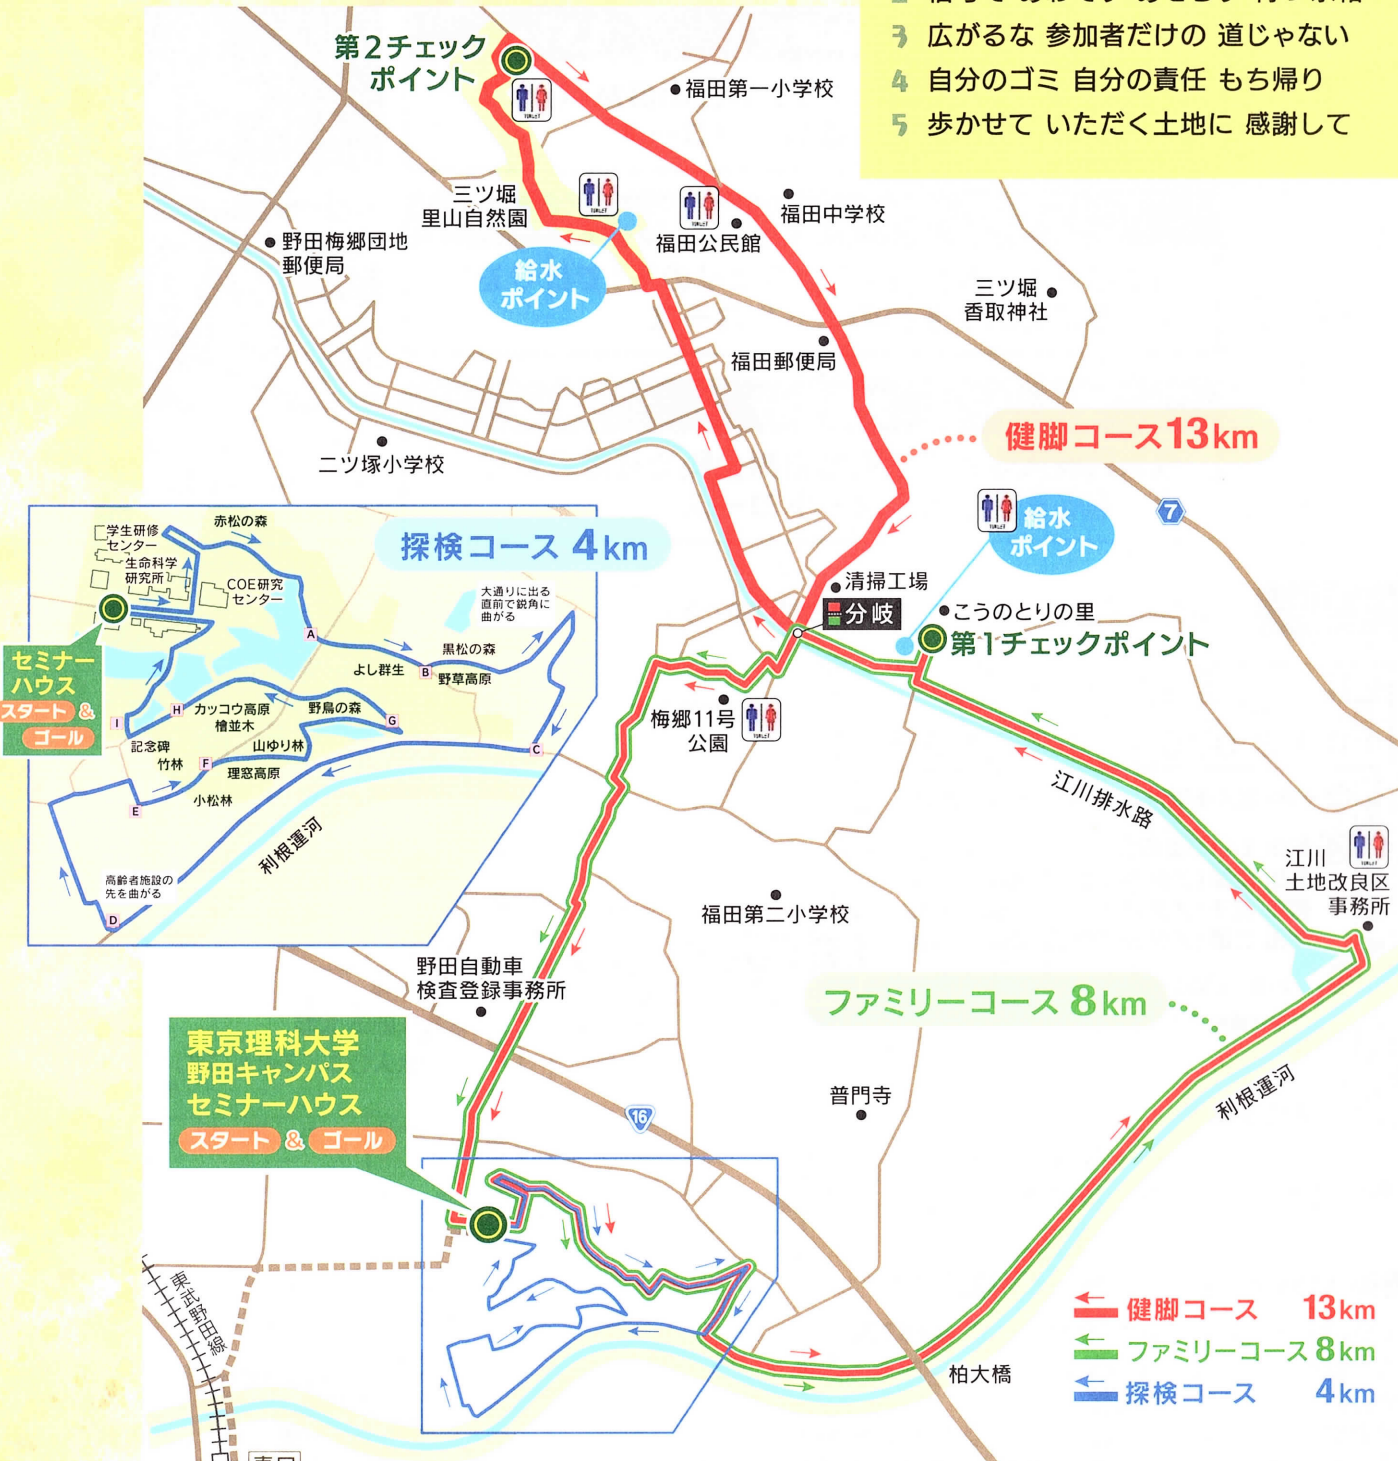 3 広がるな 参加者だけの 道じゃない
4 自分のゴミ 自分の責任 もち帰り
5 歩かせて いただく土地に 感謝して
第2チェック
ポイント
TOILET
福田第一小学校
三ツ堀
里山自然園
TOILET
給水
ポイント
TOILET
福田公民館
福田中学校
野田梅郷団地
郵便局
三ツ堀
香取神社
福田郵便局
二ツ塚小学校
健脚コース13km
7
TOILET
給水
ポイント
清掃工場
分岐
こうのとりの里
第1チェックポイント
梅郷11号
公園
TOILET
江川排水路
TOILET
江川
土地改良区
事務所
福田第二小学校
野田自動車
検査登録事務所
ファミリーコース 8km
利根運河
普門寺
16
東京理科大学
野田キャンパス
セミナーハウス
スタート & ゴール
東武野田線
柏大橋
探検コース 4km
学生研修
センター
赤松の森
生命科学
研究所
COE研究
センター
大通りに出る
直前で鋭角に
曲がる
A
よし群生
黒松の森
B
野草高原
セミナー
ハウス
スタート &
ゴール
I
H
カッコウ高原
檜並木
野鳥の森
G
記念碑
竹林
山ゆり林
F
理窓高原
C
E
小松林
利根運河
高齢者施設の
先を曲がる
D
健脚コース 13km
ファミリーコース 8km
探検コース 4km